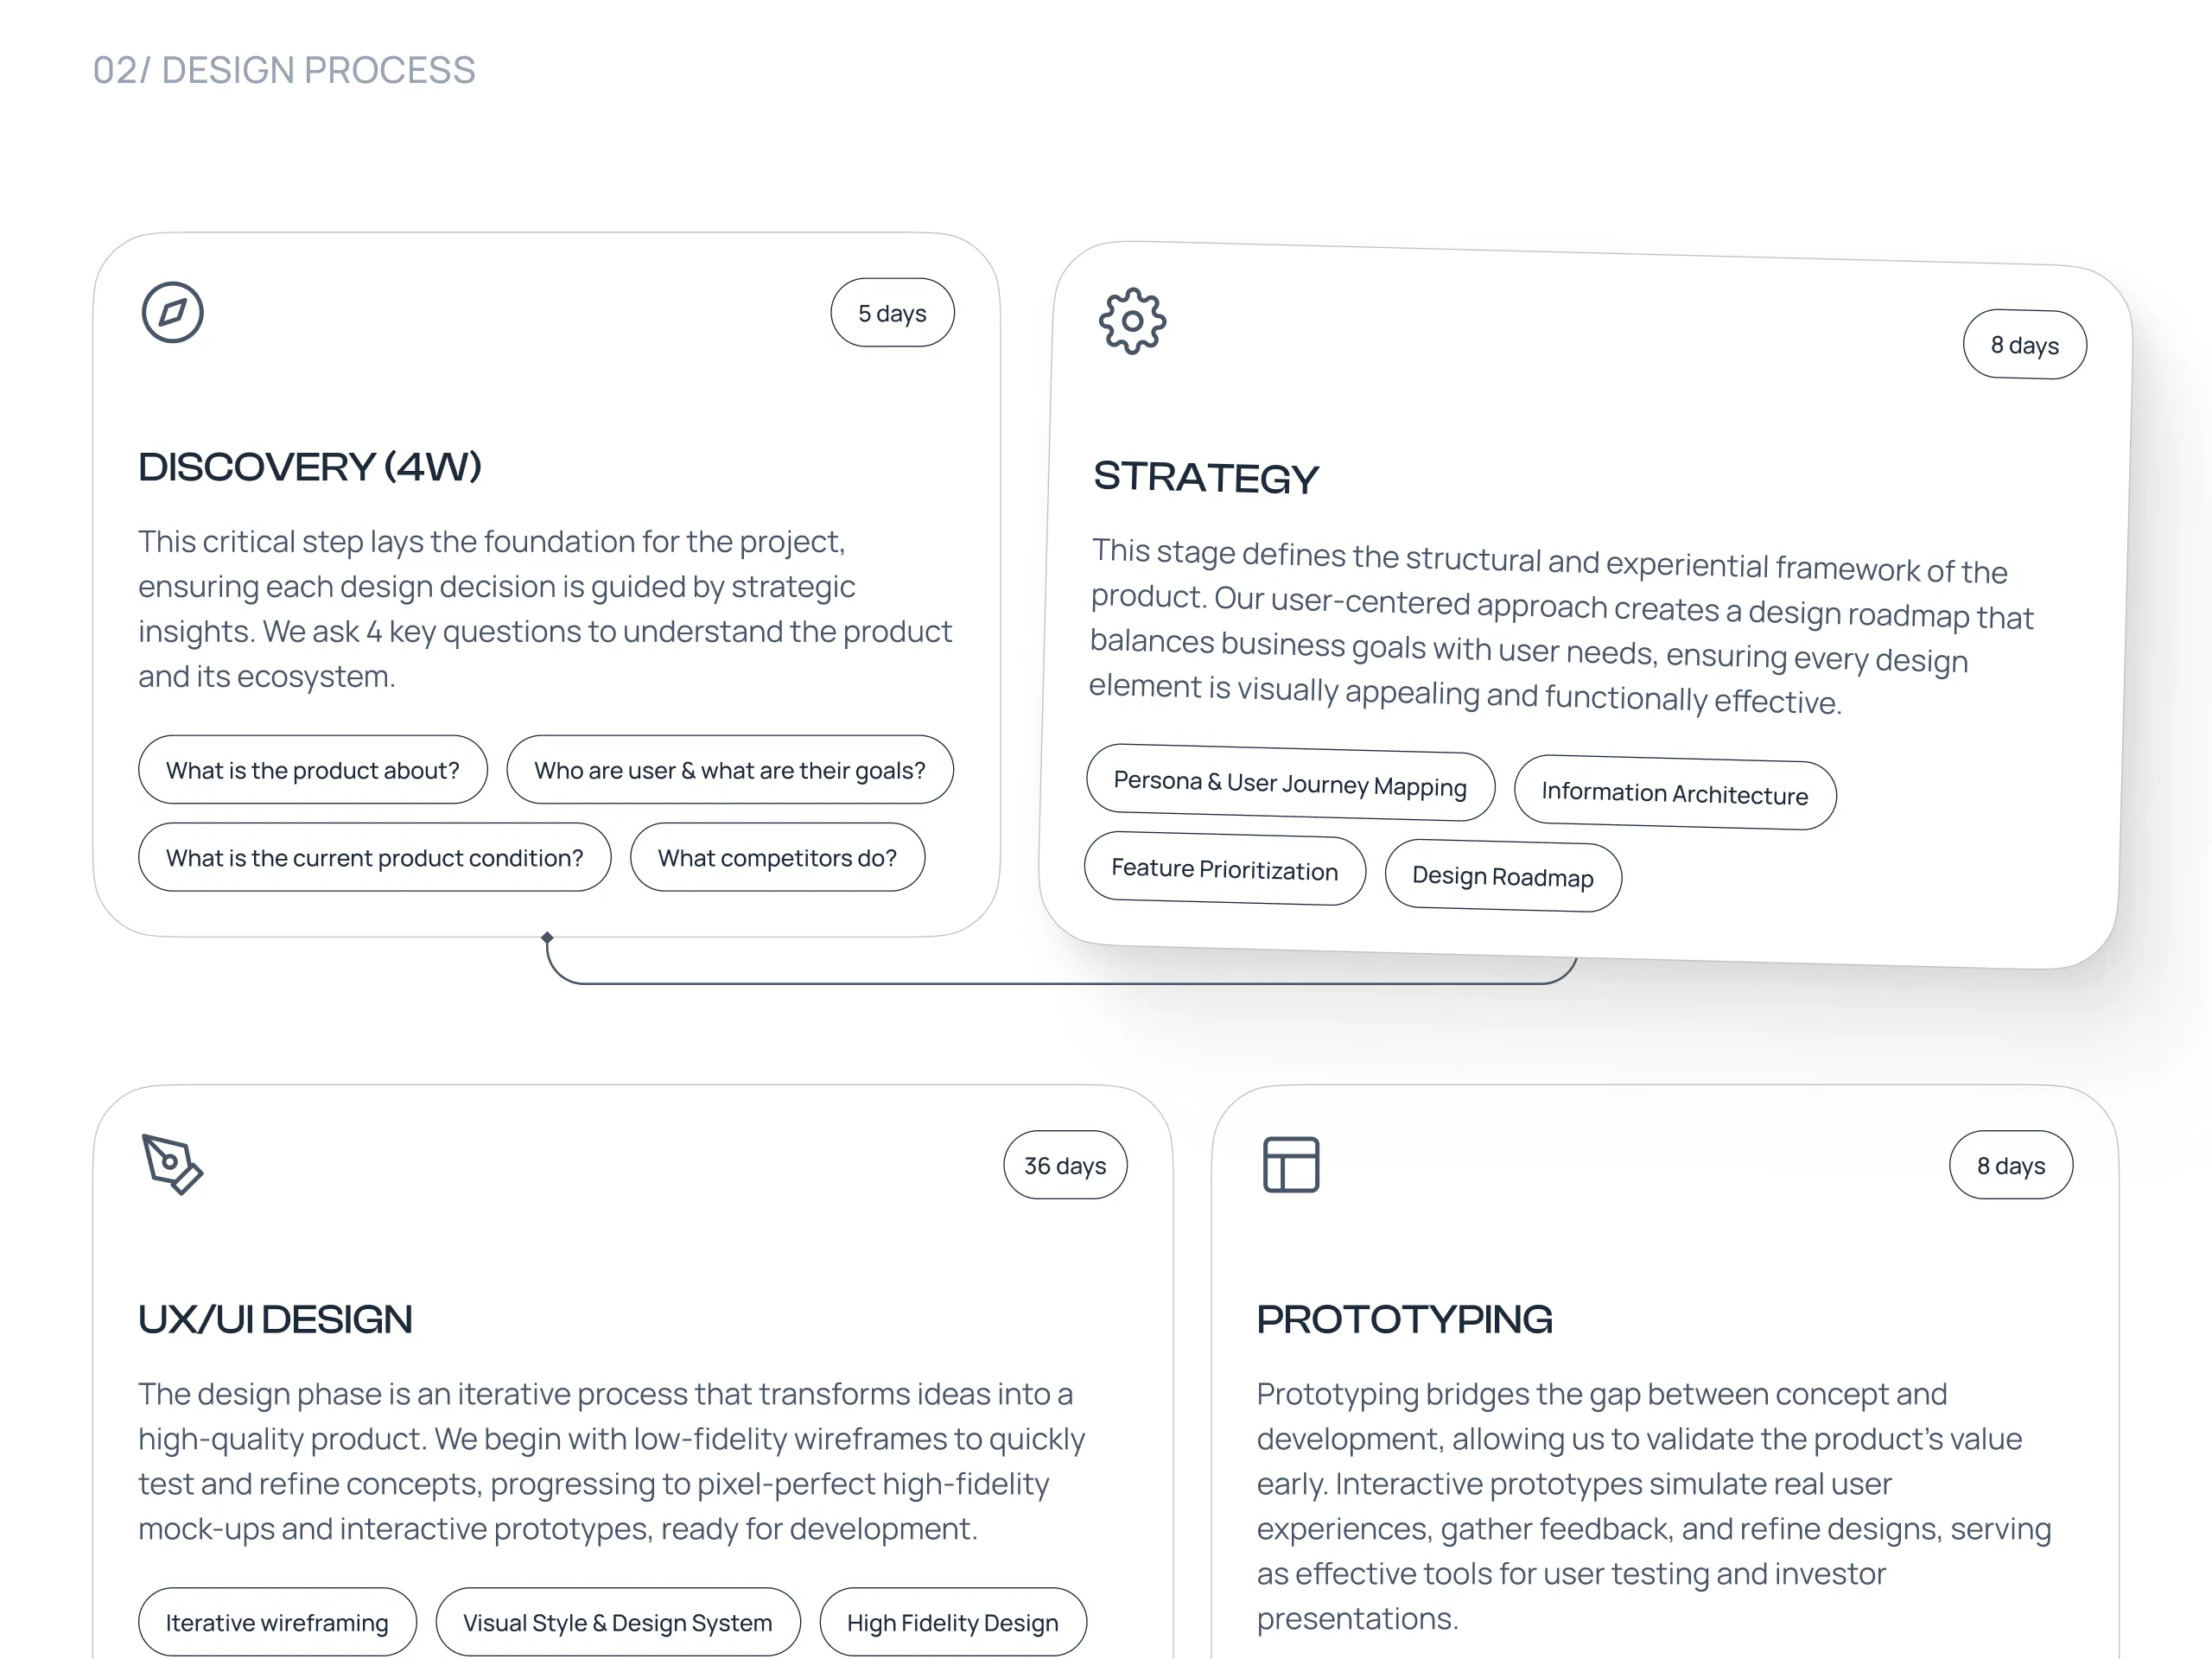 02/ DESIGN PROCESS
5 days
DISCOVERY (4W)
This critical step lays the foundation for the project,
ensuring each design decision is guided by strategic
insights. We ask 4 key questions to understand the product
and its ecosystem.
What is the product about?
Who are user & what are their goals?
What is the current product condition?
What competitors do?
8 days
STRATEGY
This stage defines the structural and experiential framework of the
product. Our user-centered approach creates a design roadmap that
balances business goals with user needs, ensuring every design
element is visually appealing and functionally effective.
Persona & User Journey Mapping
Information Architecture
Feature Prioritization
Design Roadmap
36 days
UX/UI DESIGN
The design phase is an iterative process that transforms ideas into a
high-quality product. We begin with low-fidelity wireframes to quickly
test and refine concepts, progressing to pixel-perfect high-fidelity
mock-ups and interactive prototypes, ready for development.
Iterative wireframing
Visual Style & Design System
High Fidelity Design
8 days
PROTOTYPING
Prototyping bridges the gap between concept and
development, allowing us to validate the product’s value
early. Interactive prototypes simulate real user
experiences, gather feedback, and refine designs, serving
as effective tools for user testing and investor
presentations.